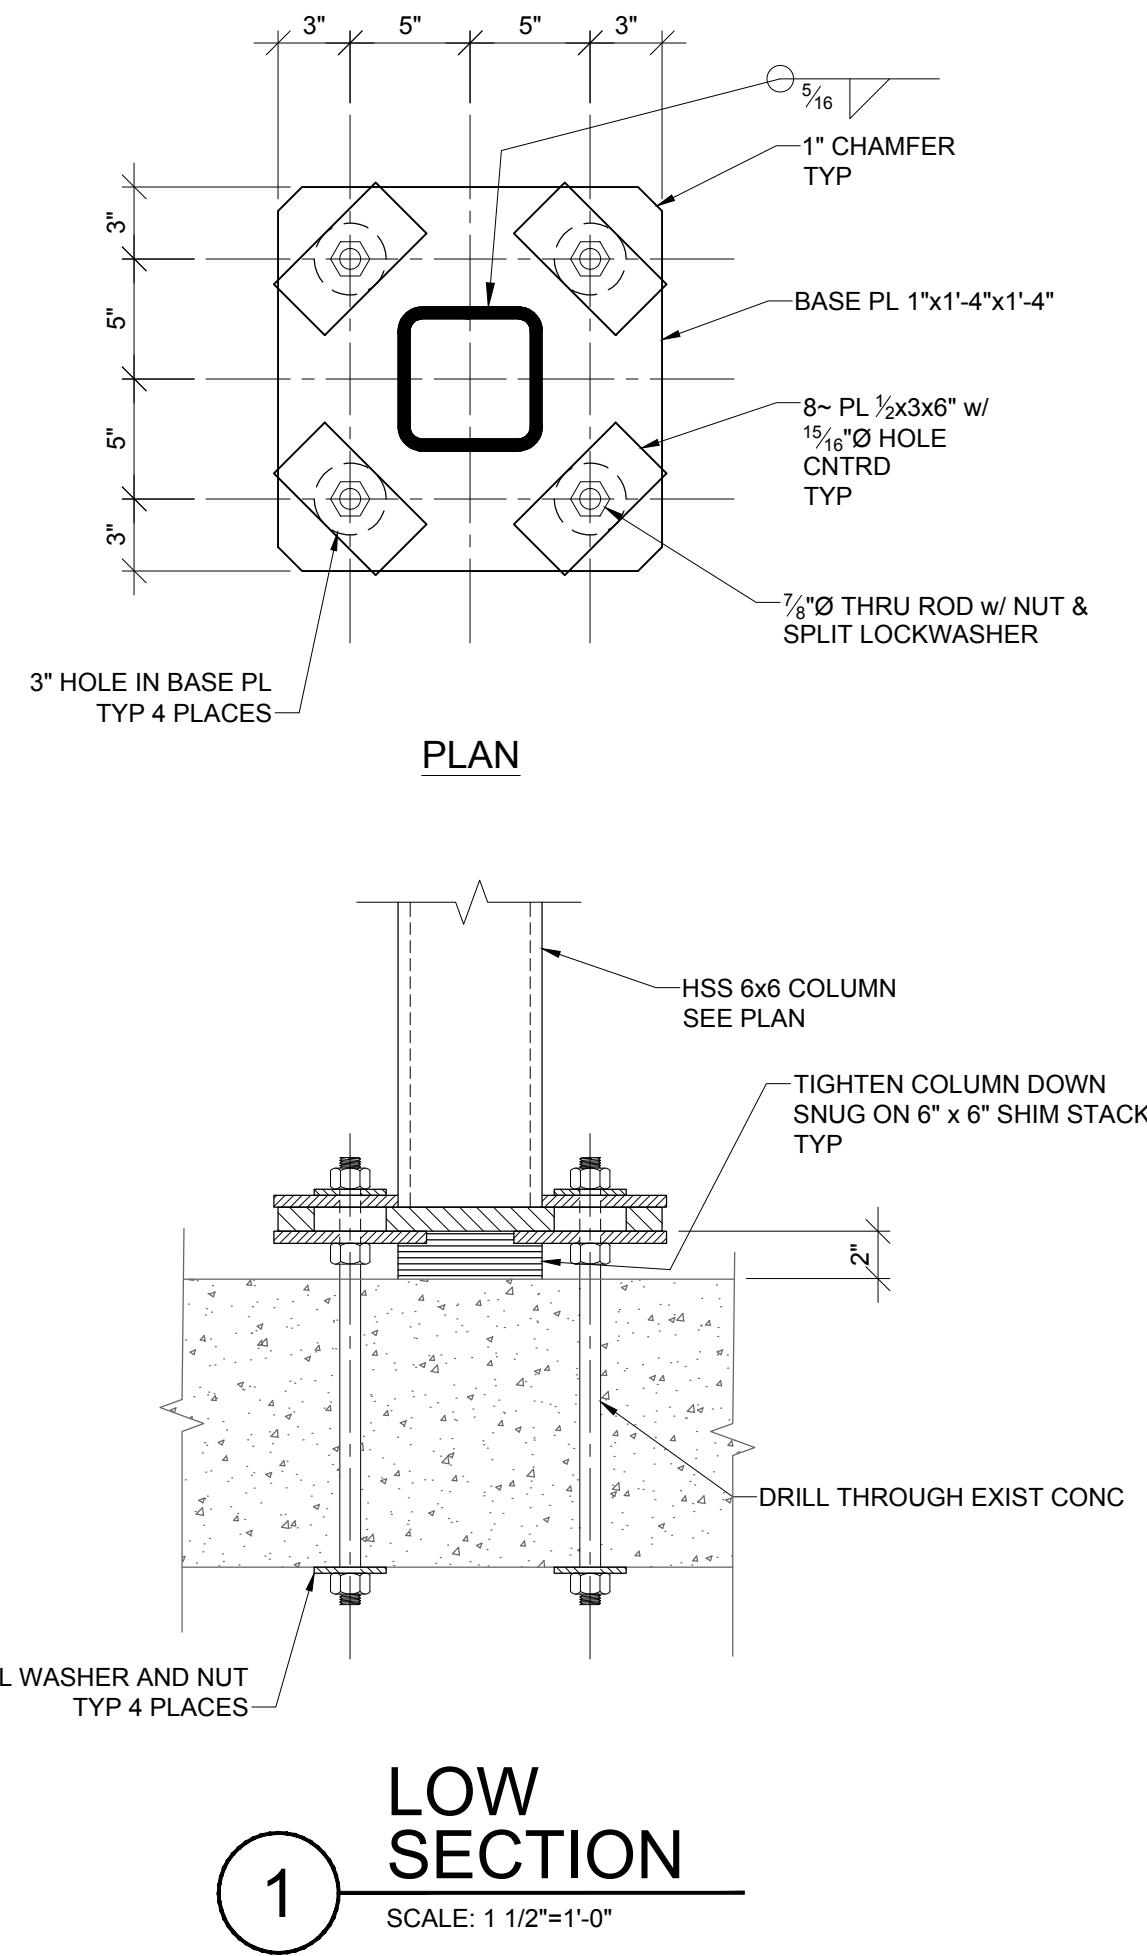 3" 5" 5" 3"
5/16
1" CHAMFER
TYP
3"
5"
5"
3"
BASE PL 1"x1'-4"x1'-4"
8~ PL ½x3x6" w/
15/16"Ø HOLE
CNTRD
TYP
7/8"Ø THRU ROD w/ NUT &
SPLIT LOCKWASHER
3" HOLE IN BASE PL
TYP 4 PLACES
PLAN
HSS 6x6 COLUMN
SEE PLAN
TIGHTEN COLUMN DOWN
SNUG ON 6" x 6" SHIM STACK
TYP
2"
DRILL THROUGH EXIST CONC
L WASHER AND NUT
TYP 4 PLACES
LOW
SECTION
1
SCALE: 1 1/2"=1'-0"